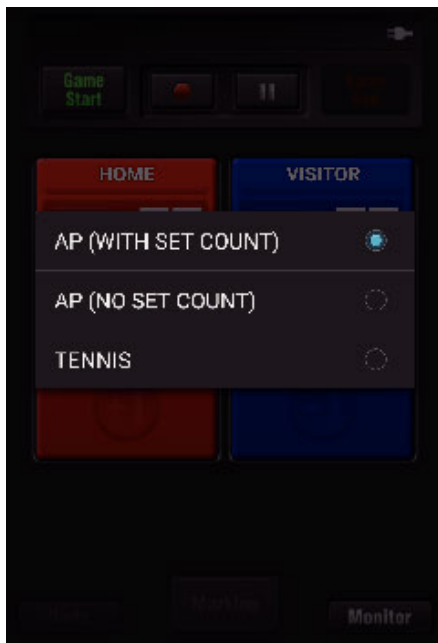 Game
Start
HOME
VISITOR
AP (WITH SET COUNT)
AP (NO SET COUNT)
TENNIS
Monitor